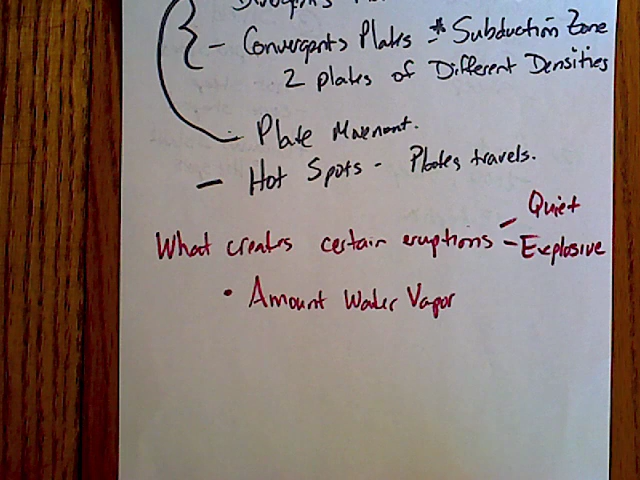 - Convergents Plates * Subduction Zone
2 plates of Different Densities
- Plate Movement.
- Hot Spots - Plates travels.
What creates certain eruptions - Quiet
- Explosive
• Amount Water Vapor